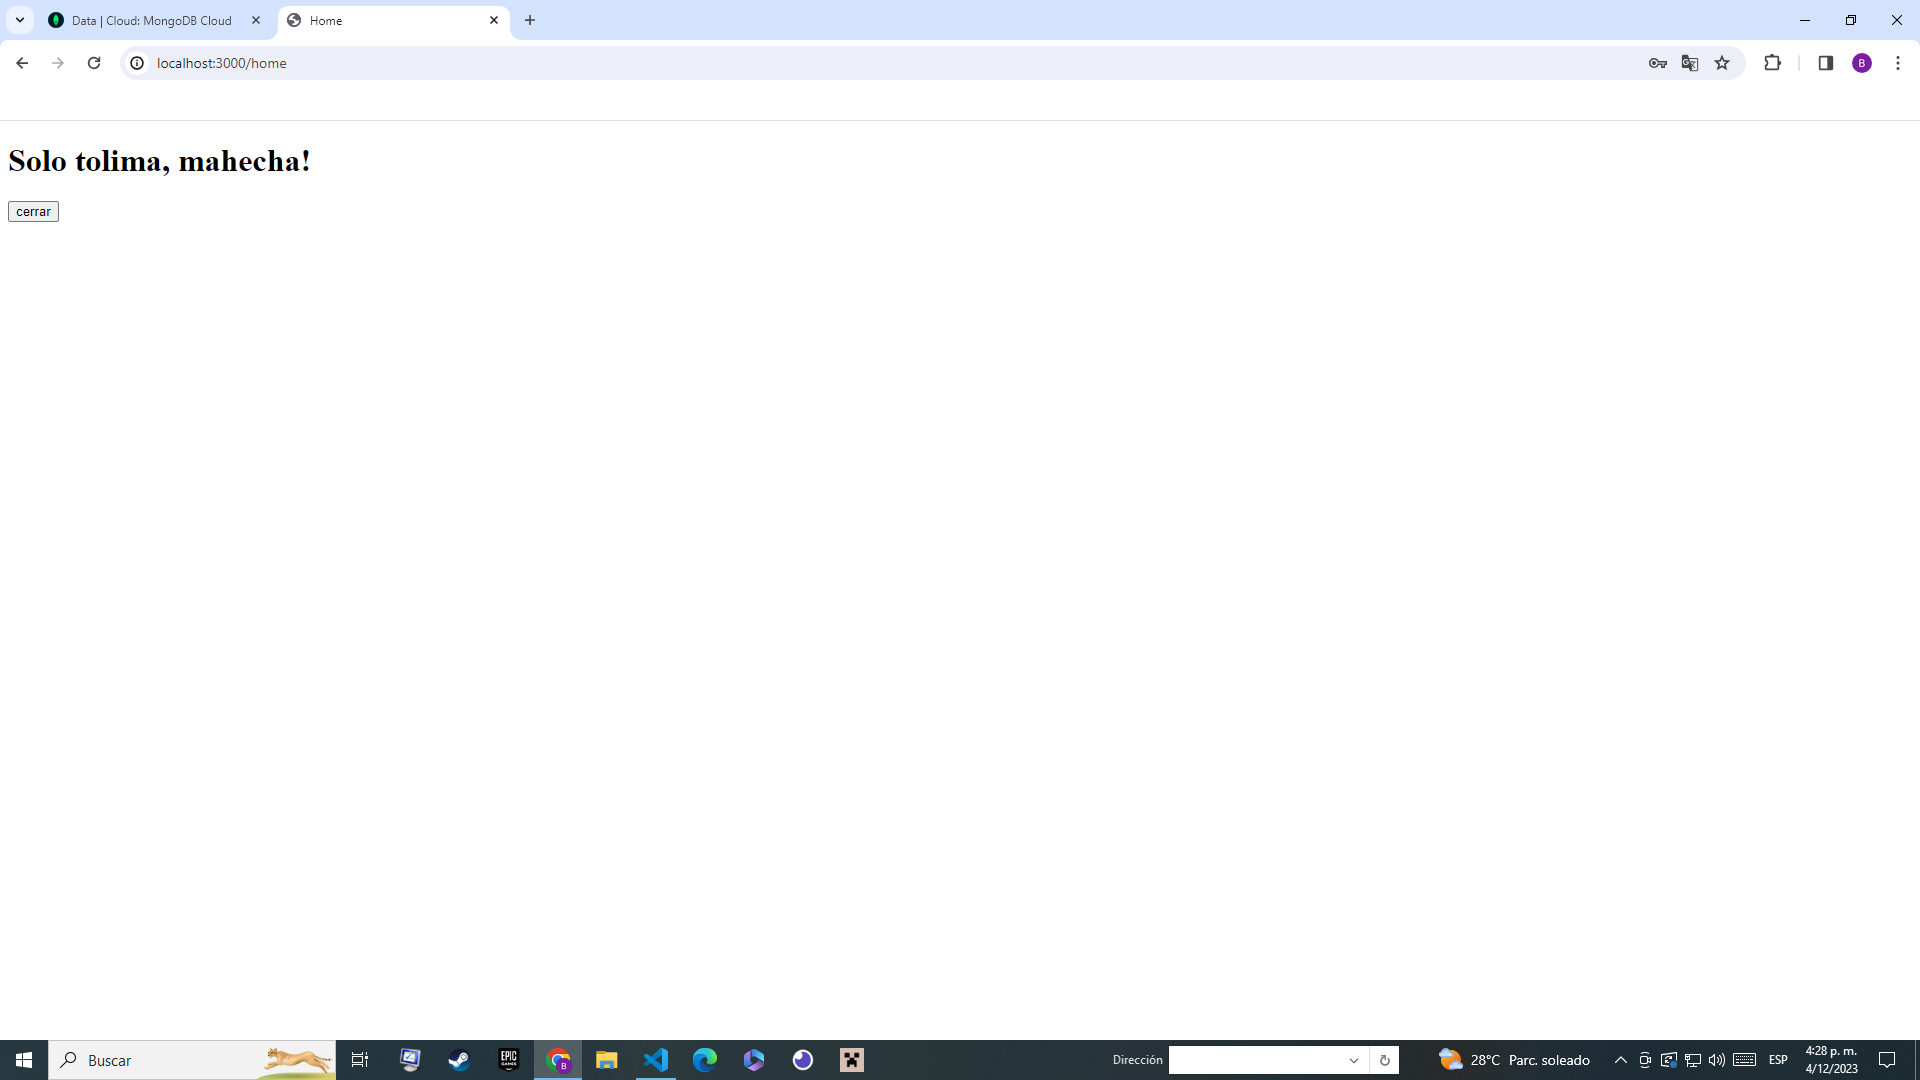 Data | Cloud: MongoDB Cloud
Home
localhost:3000/home
B
Solo tolima, mahecha!
cerrar
Buscar
EPIC GAMES
B
Dirección
28°C Parc. soleado
ESP
4:28 p. m.
4/12/2023